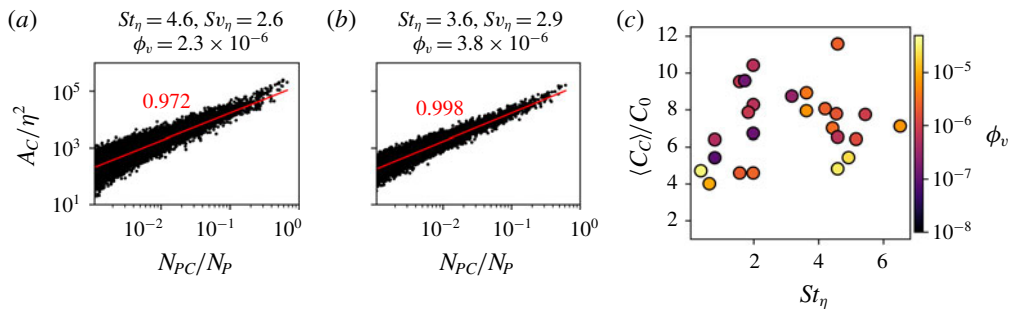 (a) St_η = 4.6, Sv_η = 2.6
ϕ_v = 2.3 × 10^−6
10^5
10^3
10^1
A_C/η^2
0.972
10^−2 10^−1 10^0
N_PC/N_P
(b) St_η = 3.6, Sv_η = 2.9
ϕ_v = 3.8 × 10^−6
0.998
10^−2 10^−1 10^0
N_PC/N_P
(c)
12
10
8
6
4
2
⟨C_C⟩/C_0
2 4 6
St_η
10^−5
10^−6
10^−7
10^−8
ϕ_v